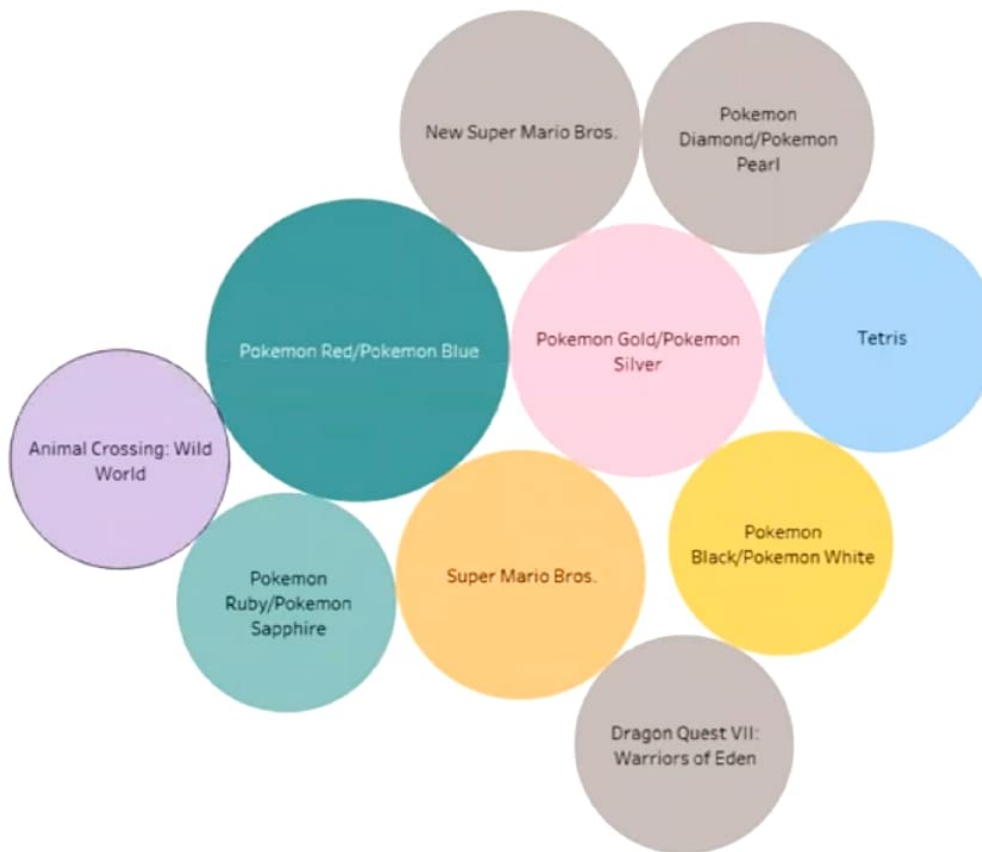 New Super Mario Bros.
Pokemon
Diamond/Pokemon
Pearl
Pokemon Red/Pokemon Blue
Pokemon Gold/Pokemon
Silver
Tetris
Animal Crossing: Wild
World
Pokemon
Ruby/Pokemon
Sapphire
Super Mario Bros.
Pokemon
Black/Pokemon White
Dragon Quest VII:
Warriors of Eden